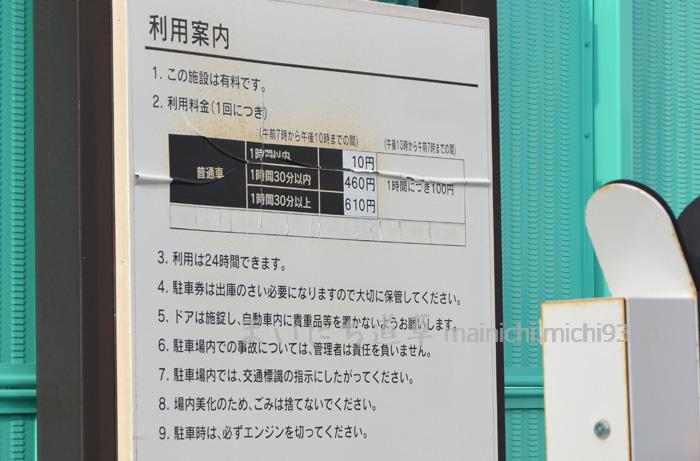 利用案内
1. この施設は有料です。
2. 利用料金(1回につき)
(午前7時から午後10時までの間) (午後10時から午前7時までの間)
普通車
1時間以内 10円
1時間30分以内 460円
1時間30分以上 610円
1時間につき100円
3. 利用は24時間できます。
4. 駐車券は出庫のさい必要になりますので大切に保管してください。
5. ドアは施錠し、自動車内に貴重品等を置かないようお願いします。
6. 駐車場内での事故については、管理者は責任を負いません。
7. 駐車場内では、交通標識の指示にしたがってください。
8. 場内美化のため、ごみは捨てないでください。
9. 駐車時は、必ずエンジンを切ってください。
mainichi.michi93